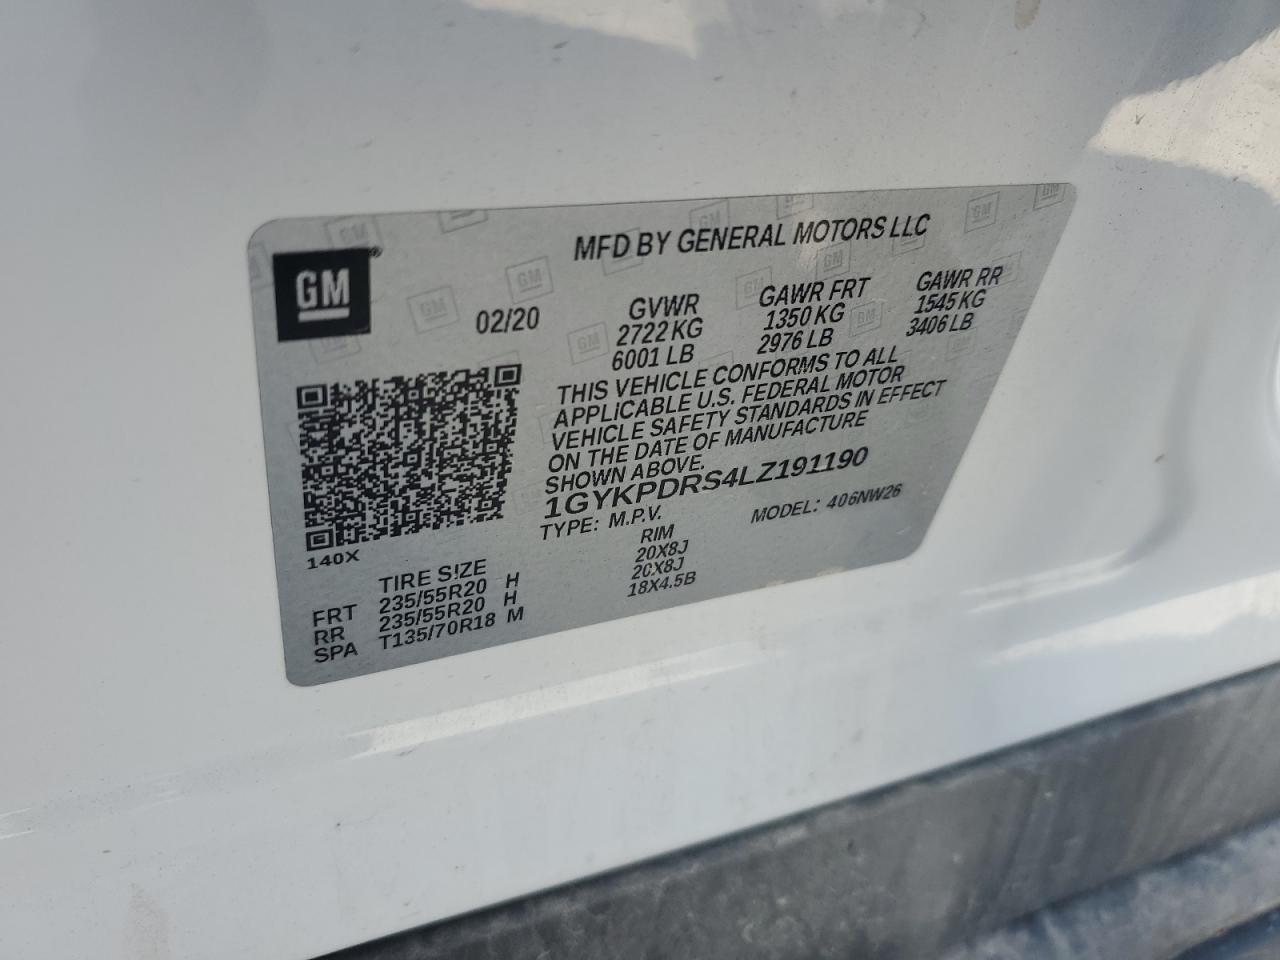 GM
MFD BY GENERAL MOTORS LLC
02/20
GVWR
2722 KG
6001 LB
GAWR FRT
1350 KG
2976 LB
GAWR RR
1545 KG
3406 LB
THIS VEHICLE CONFORMS TO ALL
APPLICABLE U.S. FEDERAL MOTOR
VEHICLE SAFETY STANDARDS IN EFFECT
ON THE DATE OF MANUFACTURE
SHOWN ABOVE.
1GYKPDRS4LZ191190
TYPE: M.P.V. MODEL: 406NW26
140X
TIRE SIZE RIM
FRT 235/55R20 H 20X8J
RR 235/55R20 H 20X8J
SPA T135/70R18 M 18X4.5B